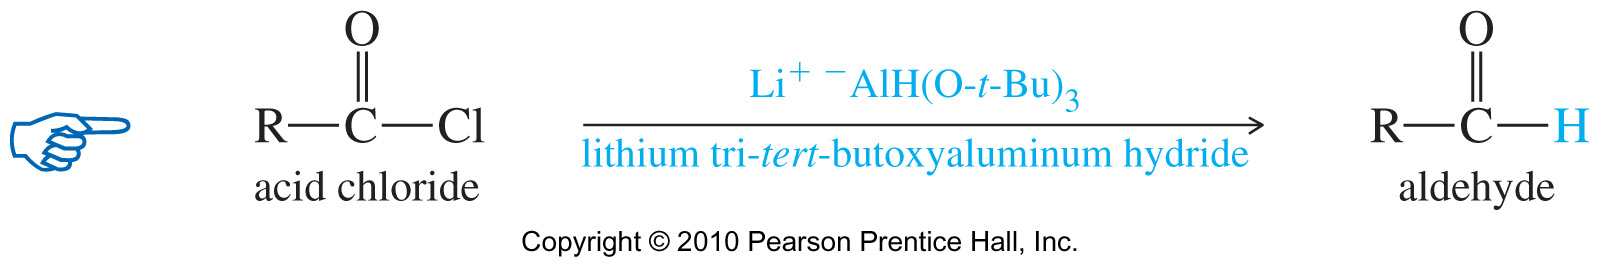 O
R—C—Cl
acid chloride
Li⁺ ⁻AlH(O-t-Bu)₃
lithium tri-tert-butoxyaluminum hydride
O
R—C—H
aldehyde
Copyright © 2010 Pearson Prentice Hall, Inc.